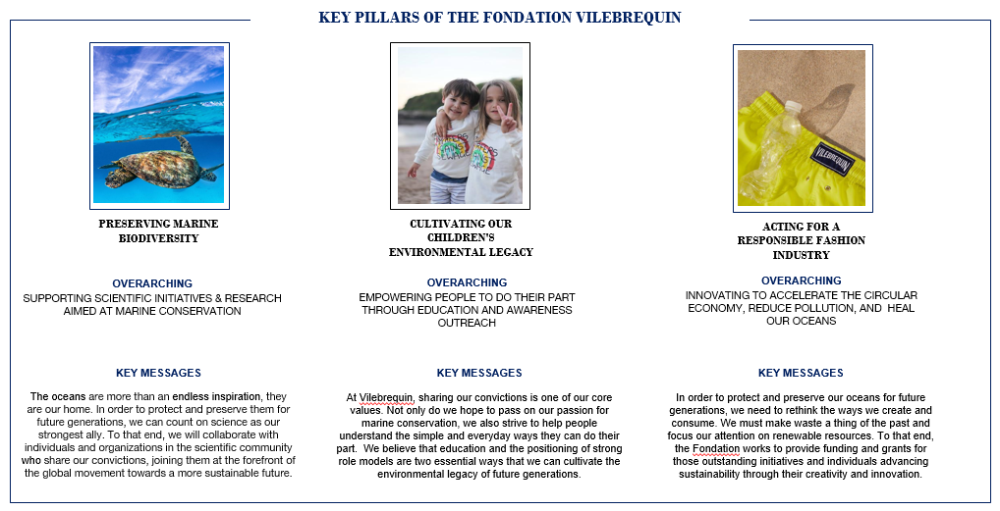 KEY PILLARS OF THE FONDATION VILEBREQUIN
PRESERVING MARINE
BIODIVERSITY
OVERARCHING
SUPPORTING SCIENTIFIC INITIATIVES & RESEARCH
AIMED AT MARINE CONSERVATION
KEY MESSAGES
The oceans are more than an endless inspiration, they
are our home. In order to protect and preserve them for
future generations, we can count on science as our
strongest ally. To that end, we will collaborate with
individuals and organizations in the scientific community
who share our convictions, joining them at the forefront of
the global movement towards a more sustainable future.
CULTIVATING OUR
CHILDREN'S
ENVIRONMENTAL LEGACY
OVERARCHING
EMPOWERING PEOPLE TO DO THEIR PART
THROUGH EDUCATION AND AWARENESS
OUTREACH
KEY MESSAGES
At Vilebrequin, sharing our convictions is one of our core
values. Not only do we hope to pass on our passion for
marine conservation, we also strive to help people
understand the simple and everyday ways they can do their
part.  We believe that education and the positioning of strong
role models are two essential ways that we can cultivate the
environmental legacy of future generations.
VILEBREQUIN
ACTING FOR A
RESPONSIBLE FASHION
INDUSTRY
OVERARCHING
INNOVATING TO ACCELERATE THE CIRCULAR
ECONOMY, REDUCE POLLUTION, AND  HEAL
OUR OCEANS
KEY MESSAGES
In order to protect and preserve our oceans for future
generations, we need to rethink the ways we create and
consume. We must make waste a thing of the past and
focus our attention on renewable resources. To that end,
the Fondation works to provide funding and grants for
those outstanding initiatives and individuals advancing
sustainability through their creativity and innovation.